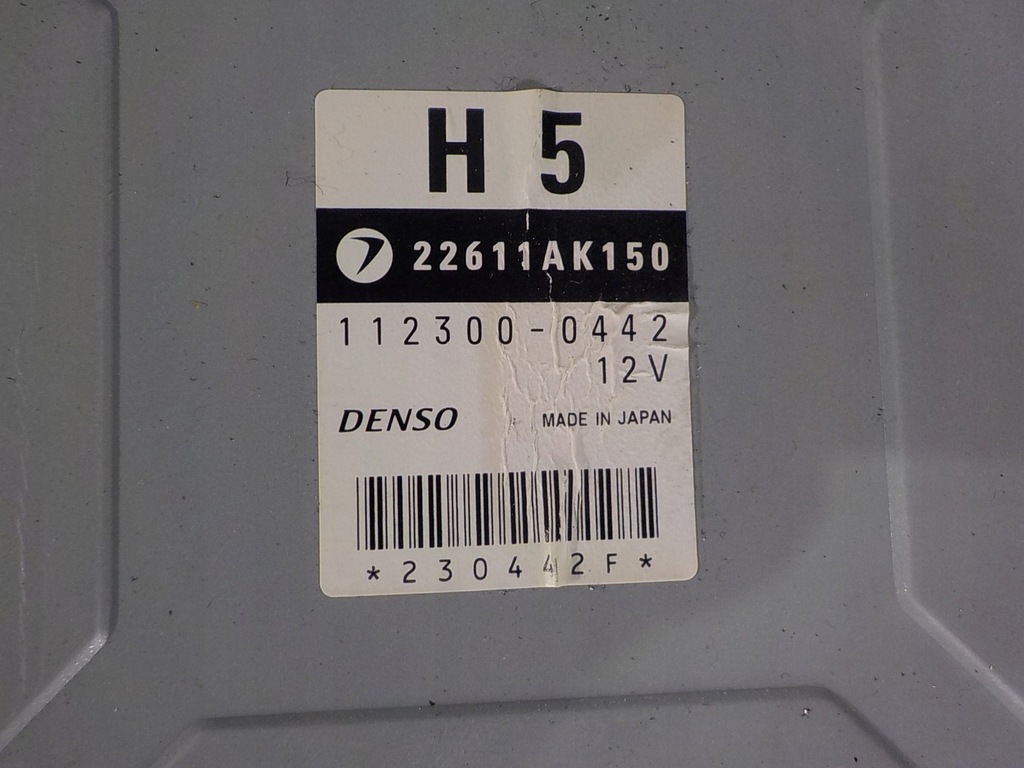 H 5
22611AK150
112300-0442
12V
DENSO MADE IN JAPAN
*230442F*